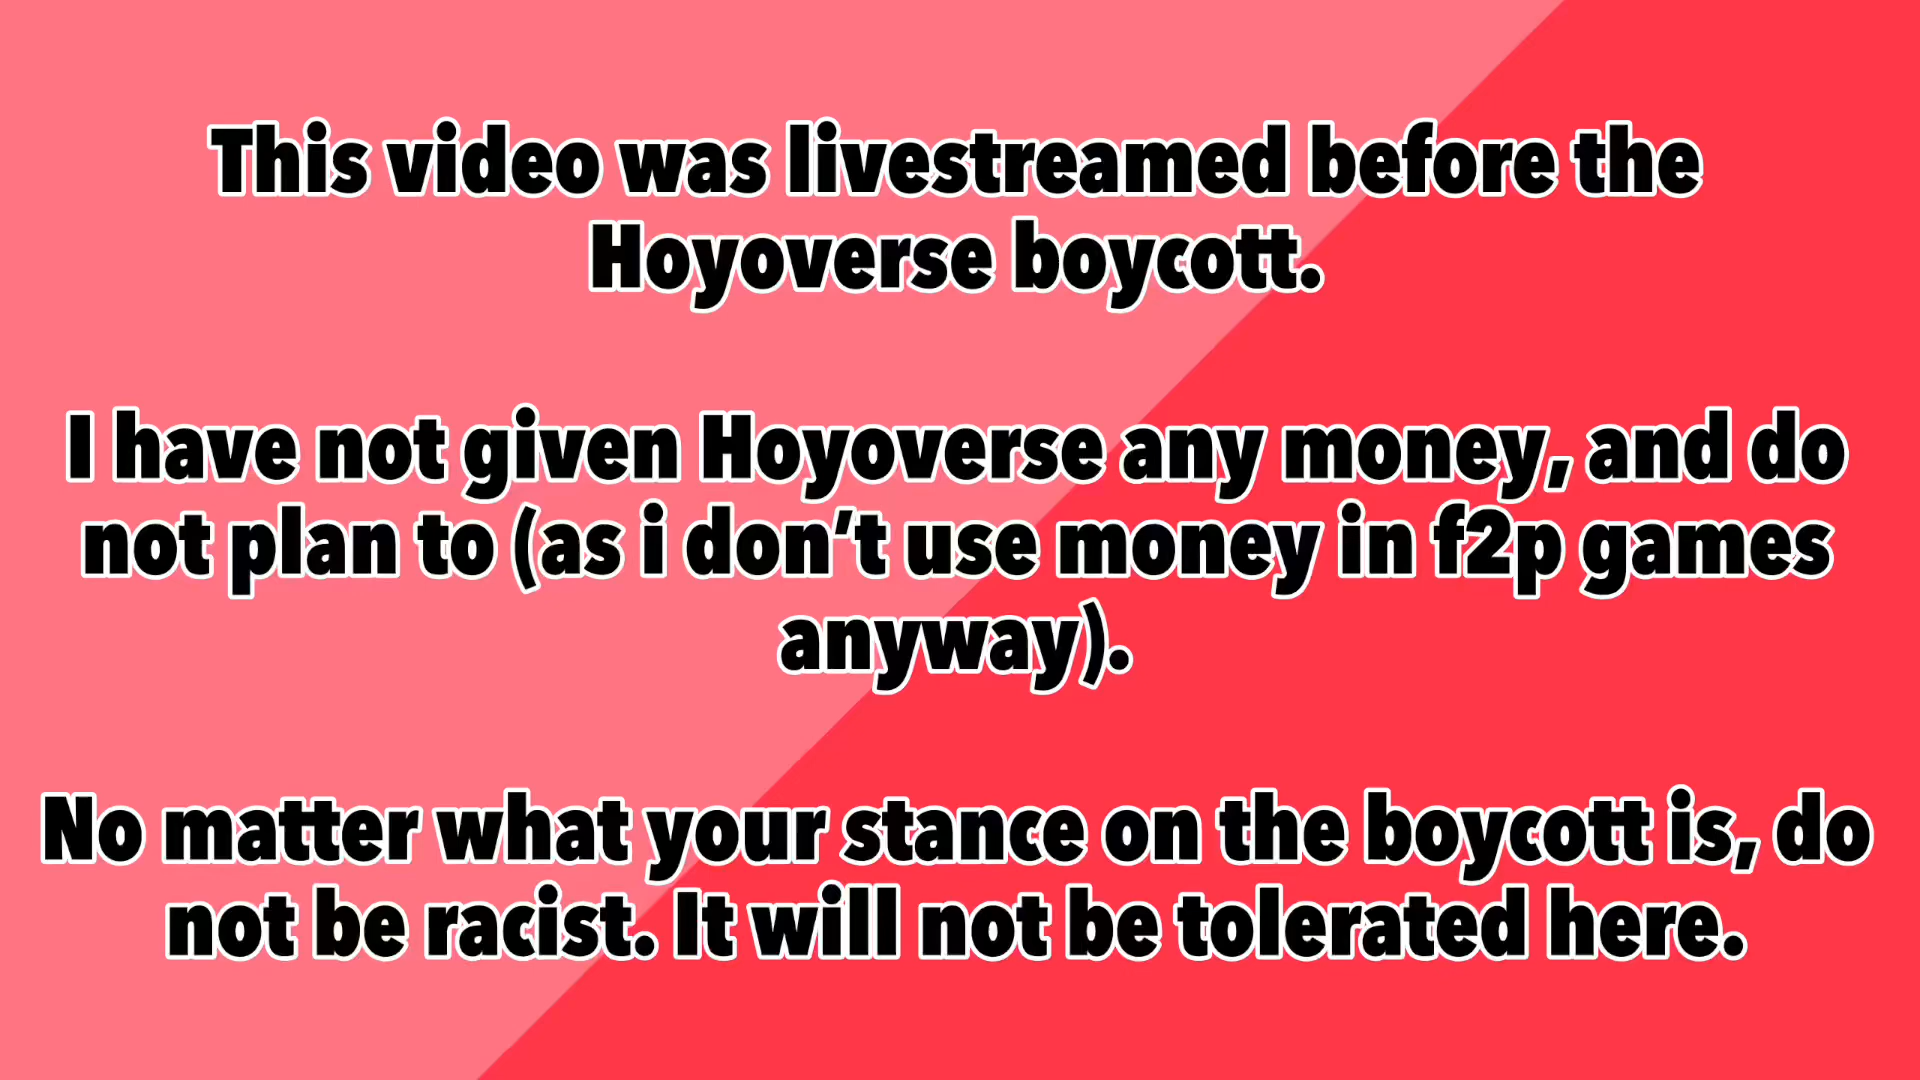 This video was livestreamed before the
Hoyoverse boycott.
I have not given Hoyoverse any money, and do
not plan to (as i don’t use money in f2p games
anyway).
No matter what your stance on the boycott is, do
not be racist. It will not be tolerated here.